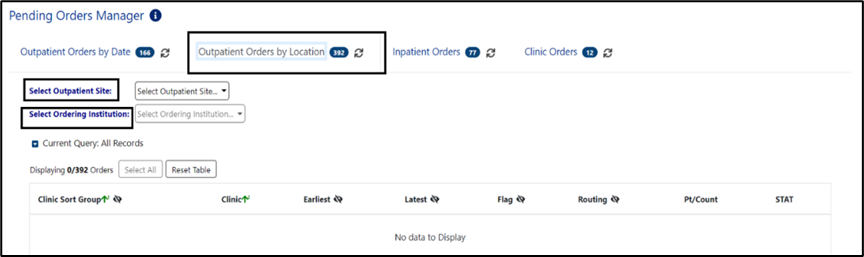 Pending Orders Manager
Outpatient Orders by Date 166 Outpatient Orders by Location 392 Inpatient Orders 77 Clinic Orders 12
Select Outpatient Site: Select Outpatient Site...
Select Ordering Institution: Select Ordering Institution...
Current Query: All Records
Displaying 0/392 Orders Select All Reset Table
Clinic Sort Group Clinic Earliest Latest Flag Routing Pt/Count STAT
No data to Display